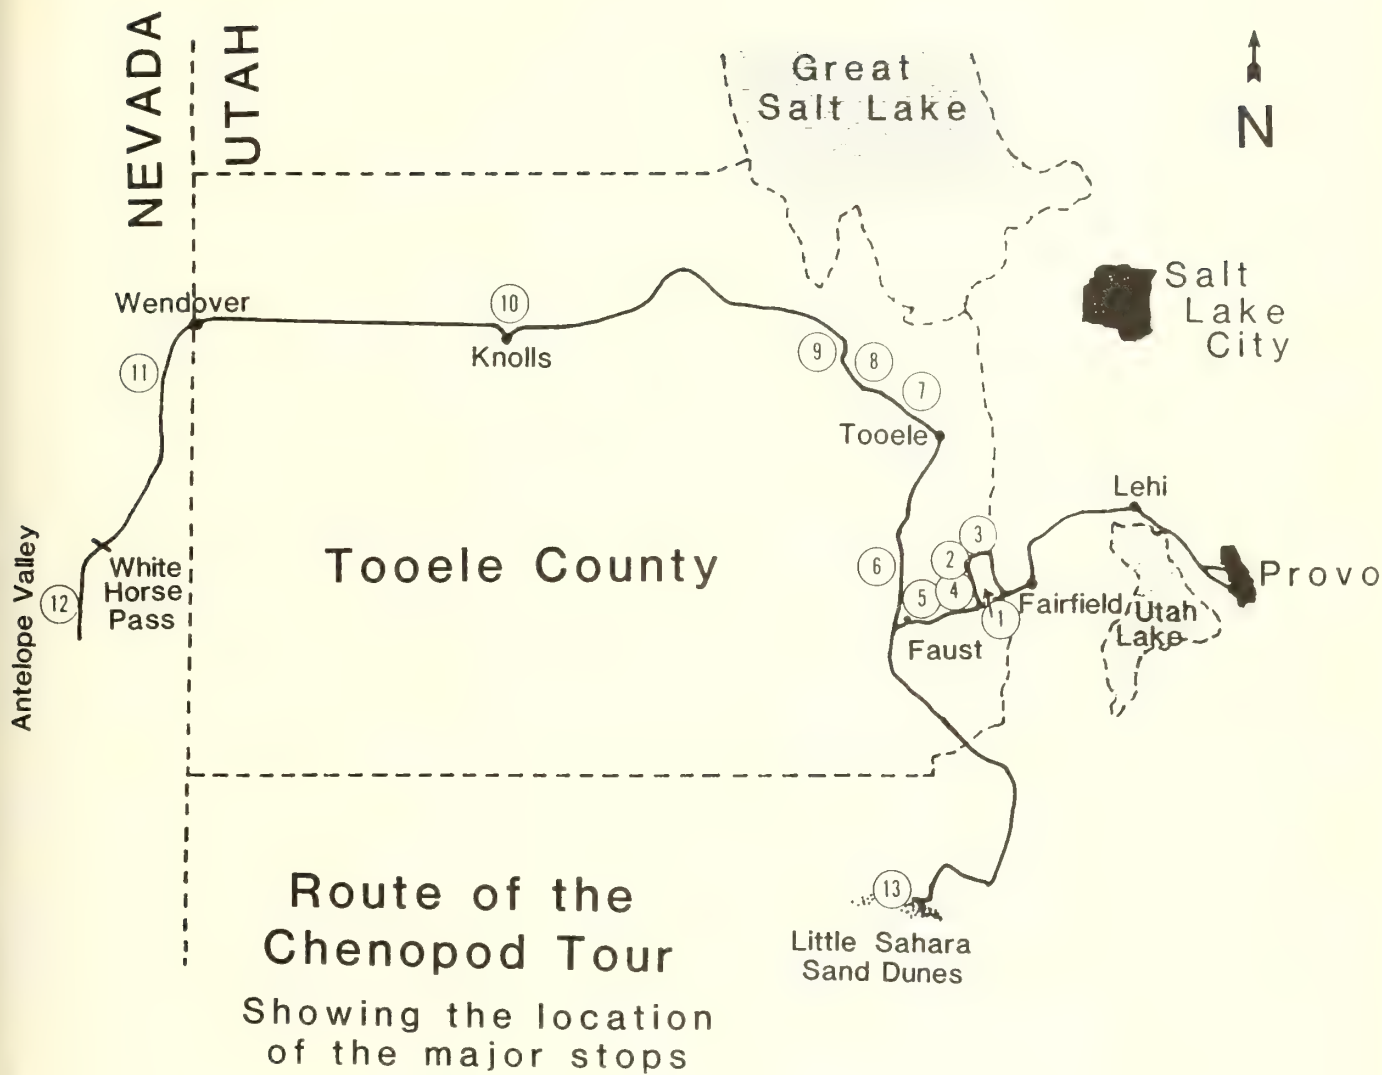 NEVADA
UTAH
Great
Salt Lake
N
Salt
Lake
City
Wendover
10
Knolls
11
9
8
7
Tooele
Lehi
Antelope Valley
White
Horse
Pass
12
Tooele County
3
2
6
4
5
1
Faust
Fairfield
Utah
Lake
Provo
13
Little Sahara
Sand Dunes
Route of the
Chenopod Tour
Showing the location
of the major stops